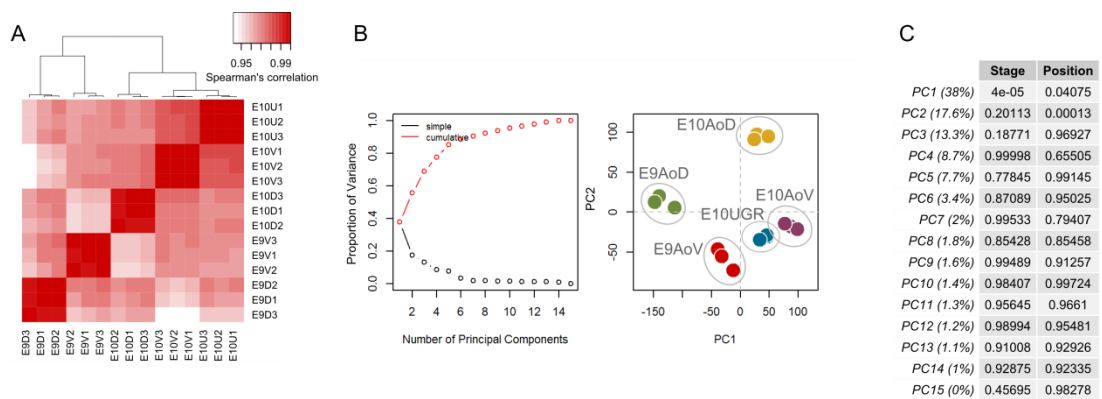 A
0.95 0.99
Spearman's correlation
E10U1
E10U2
E10U3
E10V1
E10V2
E10V3
E10D3
E10D1
E10D2
E9V3
E9V1
E9V2
E9D2
E9D1
E9D3
E9D3 E9D1 E9D2 E9V2 E9V1 E9V3 E10D2 E10D1 E10D3 E10V3 E10V2 E10V1 E10U3 E10U2 E10U1
B
simple
cumulative
Proportion of Variance
1.0
0.8
0.6
0.4
0.2
0.0
2 4 6 8 10 12 14
Number of Principal Components
PC2
100
50
0
-50
E10AoD
E9AoD
E10AoV
E10UGR
E9AoV
-150 -50 0 50 100
PC1
C
Stage Position
PC1 (38%) 4e-05 0.04075
PC2 (17.6%) 0.20113 0.00013
PC3 (13.3%) 0.18771 0.96927
PC4 (8.7%) 0.99998 0.65505
PC5 (7.7%) 0.77845 0.99145
PC6 (3.4%) 0.87089 0.95025
PC7 (2%) 0.99533 0.79407
PC8 (1.8%) 0.85428 0.85458
PC9 (1.6%) 0.99489 0.91257
PC10 (1.4%) 0.98407 0.99724
PC11 (1.3%) 0.95645 0.9661
PC12 (1.2%) 0.98994 0.95481
PC13 (1.1%) 0.91008 0.92926
PC14 (1%) 0.92875 0.92335
PC15 (0%) 0.45695 0.98278